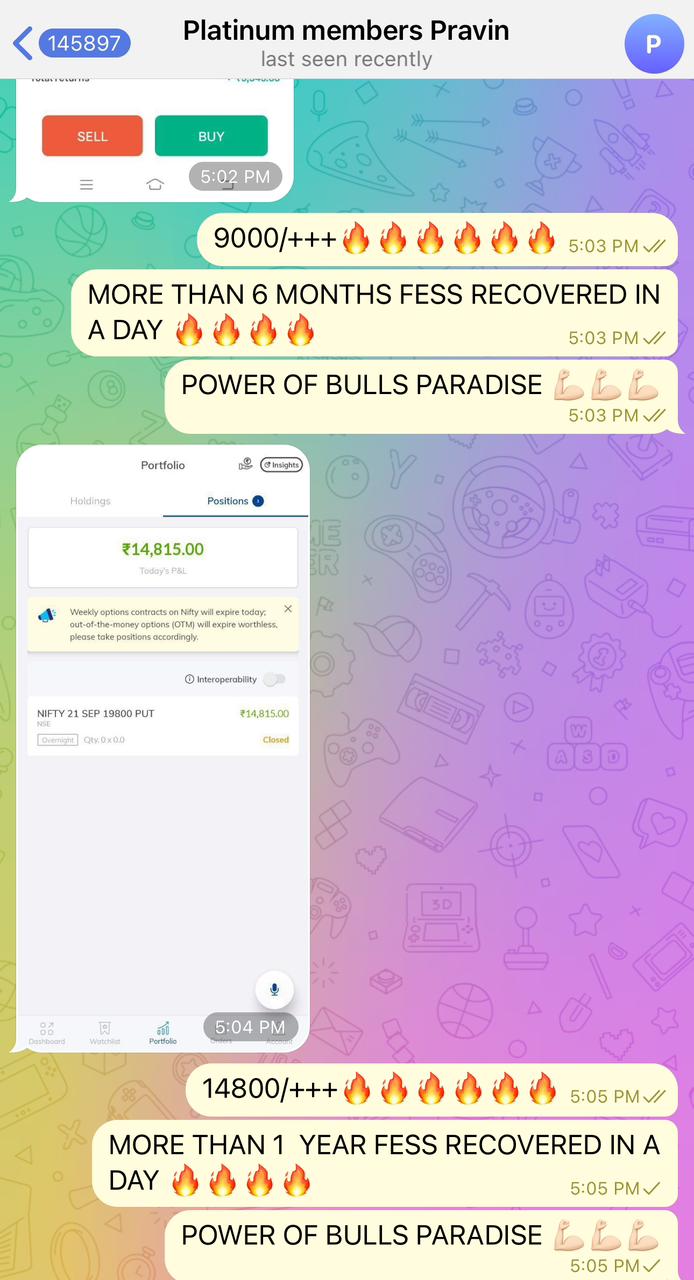 145897
Platinum members Pravin
last seen recently
P
SELL
BUY
5:02 PM
9000/+++🔥🔥🔥🔥🔥🔥 5:03 PM
MORE THAN 6 MONTHS FESS RECOVERED IN
A DAY 🔥🔥🔥🔥 5:03 PM
POWER OF BULLS PARADISE 💪🏻💪🏻💪🏻
5:03 PM
Portfolio
Insights
Holdings
Positions 1
₹14,815.00
Today's P&L
Weekly options contracts on Nifty will expire today;
out-of-the-money options (OTM) will expire worthless,
please take positions accordingly.
Interoperability
NIFTY 21 SEP 19800 PUT ₹14,815.00
NSE
Overnight Qty. 0 x 0.0 Closed
Dashboard Watchlist Portfolio Orders Account
5:04 PM
14800/+++🔥🔥🔥🔥🔥🔥 5:05 PM
MORE THAN 1 YEAR FESS RECOVERED IN A
DAY 🔥🔥🔥🔥 5:05 PM
POWER OF BULLS PARADISE 💪🏻💪🏻💪🏻
5:05 PM